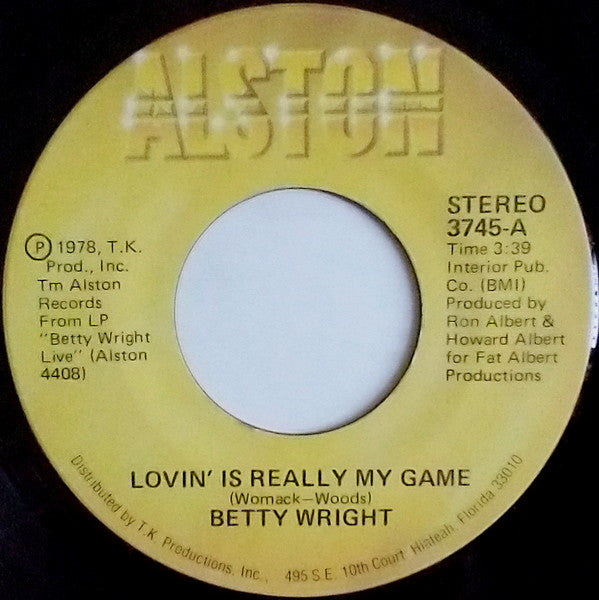 ALSTON
Ⓟ 1978, T.K.
Prod., Inc.
Tm Alston
Records
From LP
"Betty Wright
Live" (Alston
4408)
STEREO
3745-A
Time 3:39
Interior Pub.
Co. (BMI)
Produced by
Ron Albert &
Howard Albert
for Fat Albert
Productions
LOVIN' IS REALLY MY GAME
(Womack—Woods)
BETTY WRIGHT
Distributed by T.K. Productions, Inc., 495 S.E. 10th Court Hialeah, Florida 33010